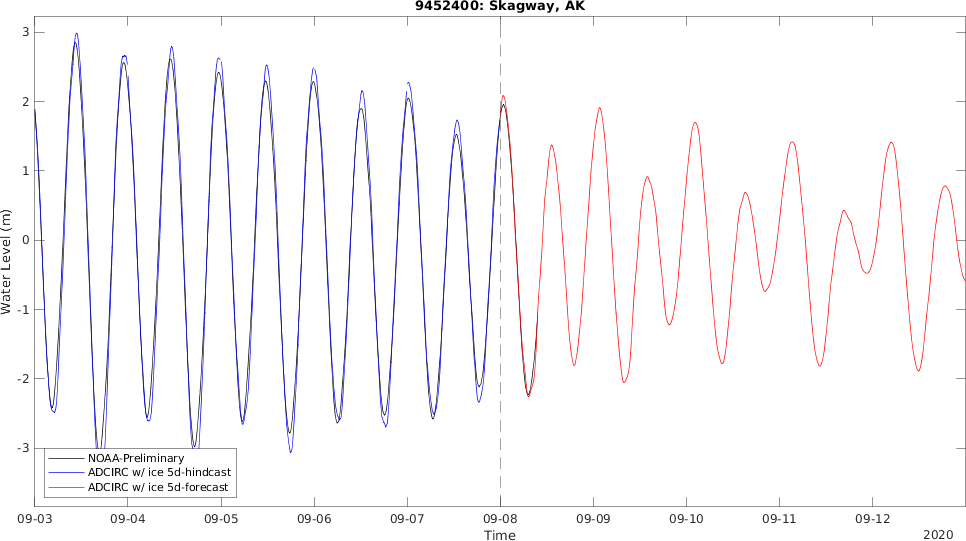 9452400: Skagway, AK
Water Level (m)
3
2
1
0
-1
-2
-3
NOAA-Preliminary
ADCIRC w/ ice 5d-hindcast
ADCIRC w/ ice 5d-forecast
09-03 09-04 09-05 09-06 09-07 09-08 09-09 09-10 09-11 09-12
Time
2020